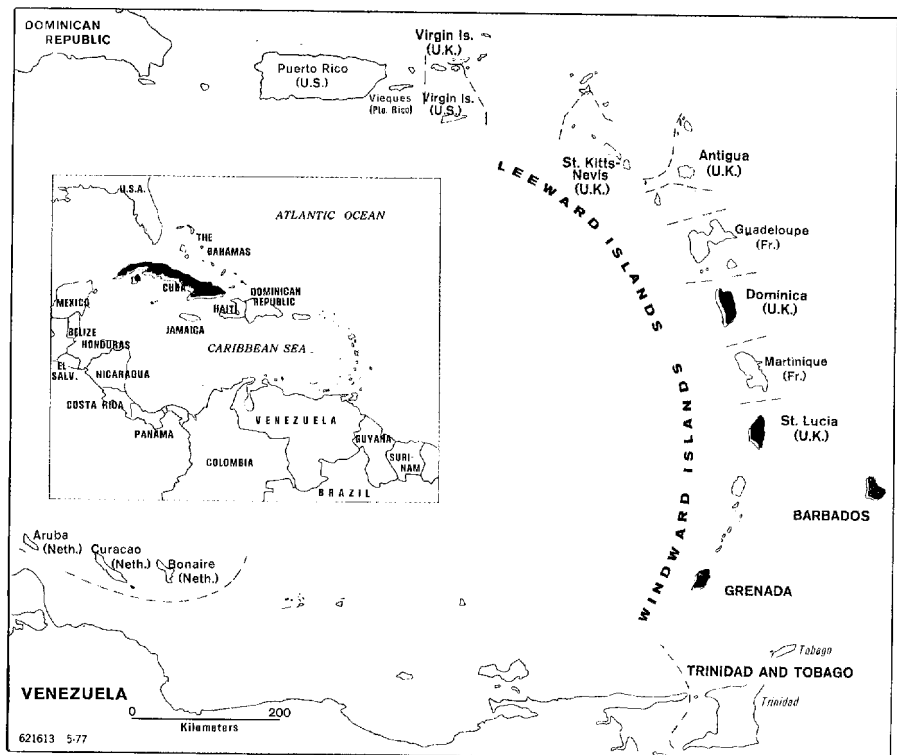 DOMINICAN
REPUBLIC
Puerto Rico
(U.S.)
Vieques
(Pto. Rico)
Virgin Is.
(U.K.)
Virgin Is.
(U.S.)
St. Kitts-
Nevis
(U.K.)
Antigua
(U.K.)
LEEWARD ISLANDS
Guadeloupe
(Fr.)
Dominica
(U.K.)
Martinique
(Fr.)
St. Lucia
(U.K.)
WINDWARD ISLANDS
BARBADOS
GRENADA
Tobago
TRINIDAD AND TOBAGO
Trinidad
U.S.A.
ATLANTIC OCEAN
THE
BAHAMAS
CUBA
MEXICO
HAITI
DOMINICAN
REPUBLIC
JAMAICA
BELIZE
HONDURAS
CARIBBEAN SEA
EL
SALV.
NICARAGUA
COSTA RICA
PANAMA
VENEZUELA
GUYANA
SURI-
NAM
COLOMBIA
BRAZIL
Aruba
(Neth.)
Curacao
(Neth.)
Bonaire
(Neth.)
VENEZUELA
0 200
Kilometers
621613 5-77